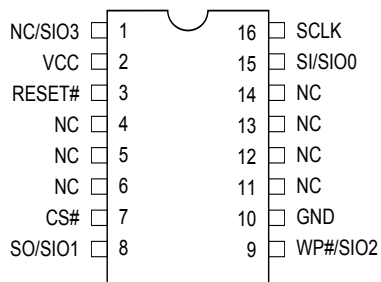 NC/SIO3 1 16 SCLK
VCC 2 15 SI/SIO0
RESET# 3 14 NC
NC 4 13 NC
NC 5 12 NC
NC 6 11 NC
CS# 7 10 GND
SO/SIO1 8 9 WP#/SIO2